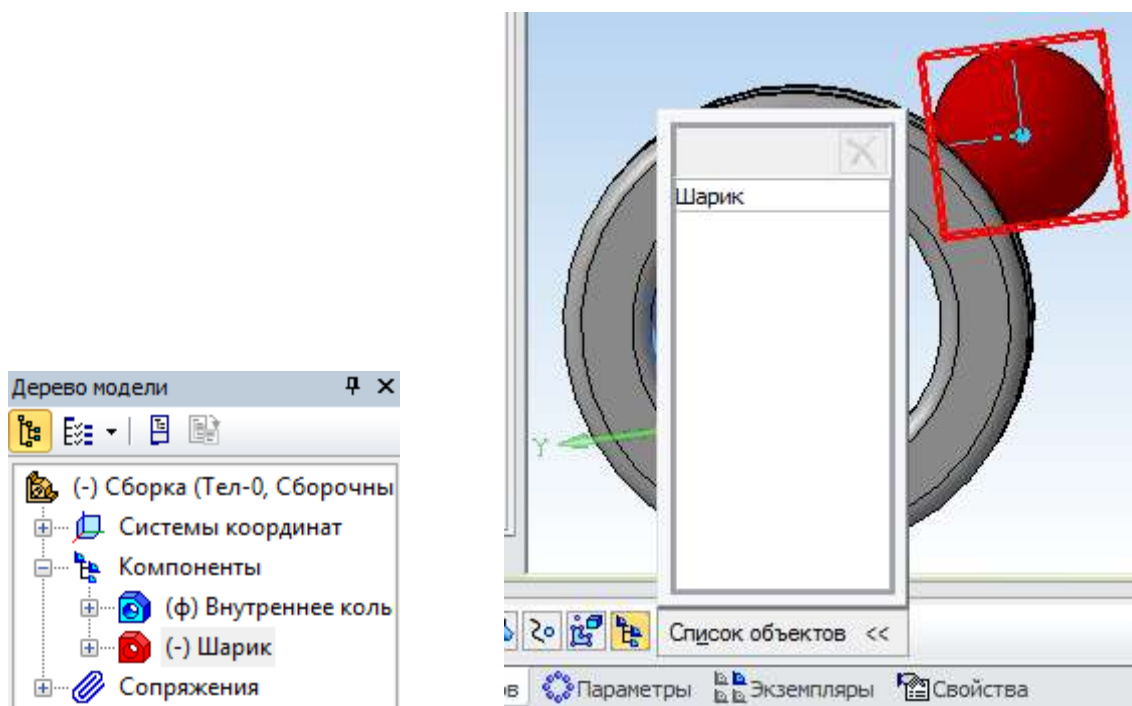 Дерево модели
(-) Сборка (Тел-0, Сборочны
Системы координат
Компоненты
(ф) Внутреннее коль
(-) Шарик
Сопряжения
Шарик
Y
Список объектов <<
ов Параметры Экземпляры Свойства